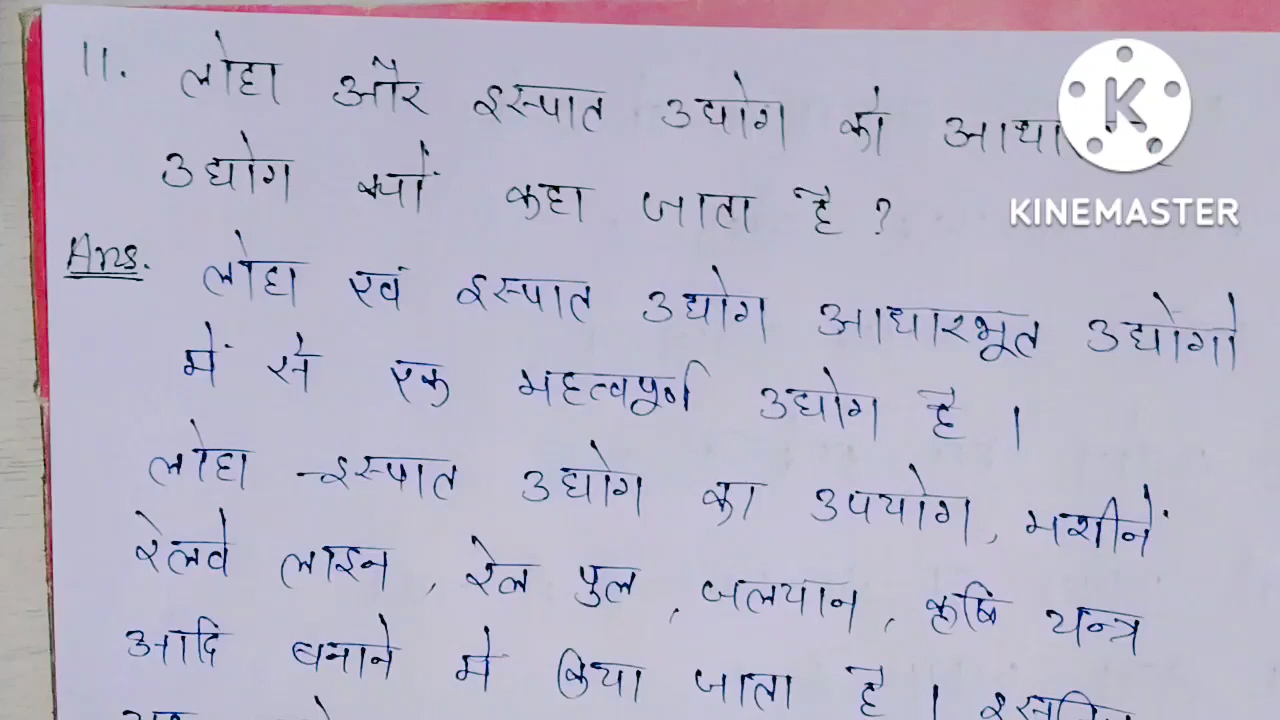 11. लोहा और इस्पात उद्योग को आधा
उद्योग क्यों कहा जाता है ?
KINEMASTER
Ans. लोहा एवं इस्पात उद्योग आधारभूत उद्योगो
में से एक महत्वपूर्ण उद्योग है ।
लोहा -इस्पात उद्योग का उपयोग, मशीनें
रेलवे लाइन, रेल पुल, जलयान, कृषि यन्त्र
आदि बनाने मे किया जाता है ।